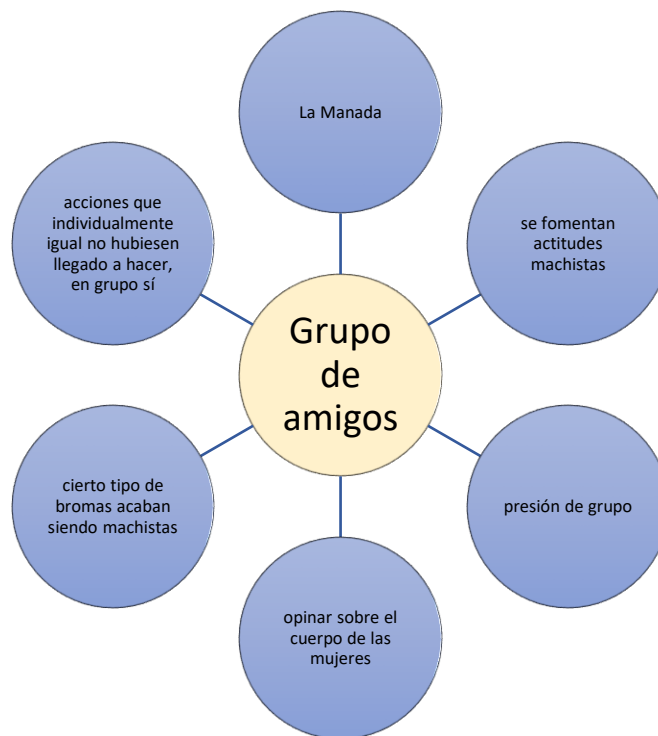 La Manada
acciones que
individualmente
igual no hubiesen
llegado a hacer,
en grupo sí
se fomentan
actitudes
machistas
Grupo
de
amigos
cierto tipo de
bromas acaban
siendo machistas
presión de grupo
opinar sobre el
cuerpo de las
mujeres